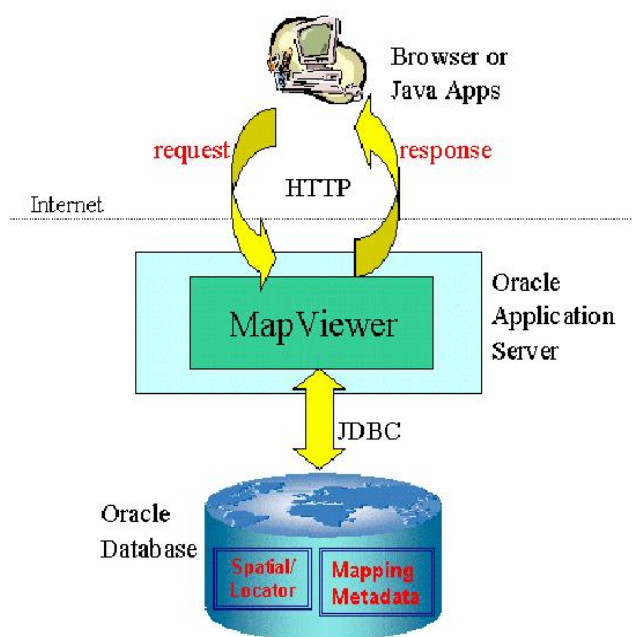 Browser or
Java Apps
request
response
HTTP
Internet
MapViewer
Oracle
Application
Server
JDBC
Oracle
Database
Spatial/
Locator
Mapping
Metadata